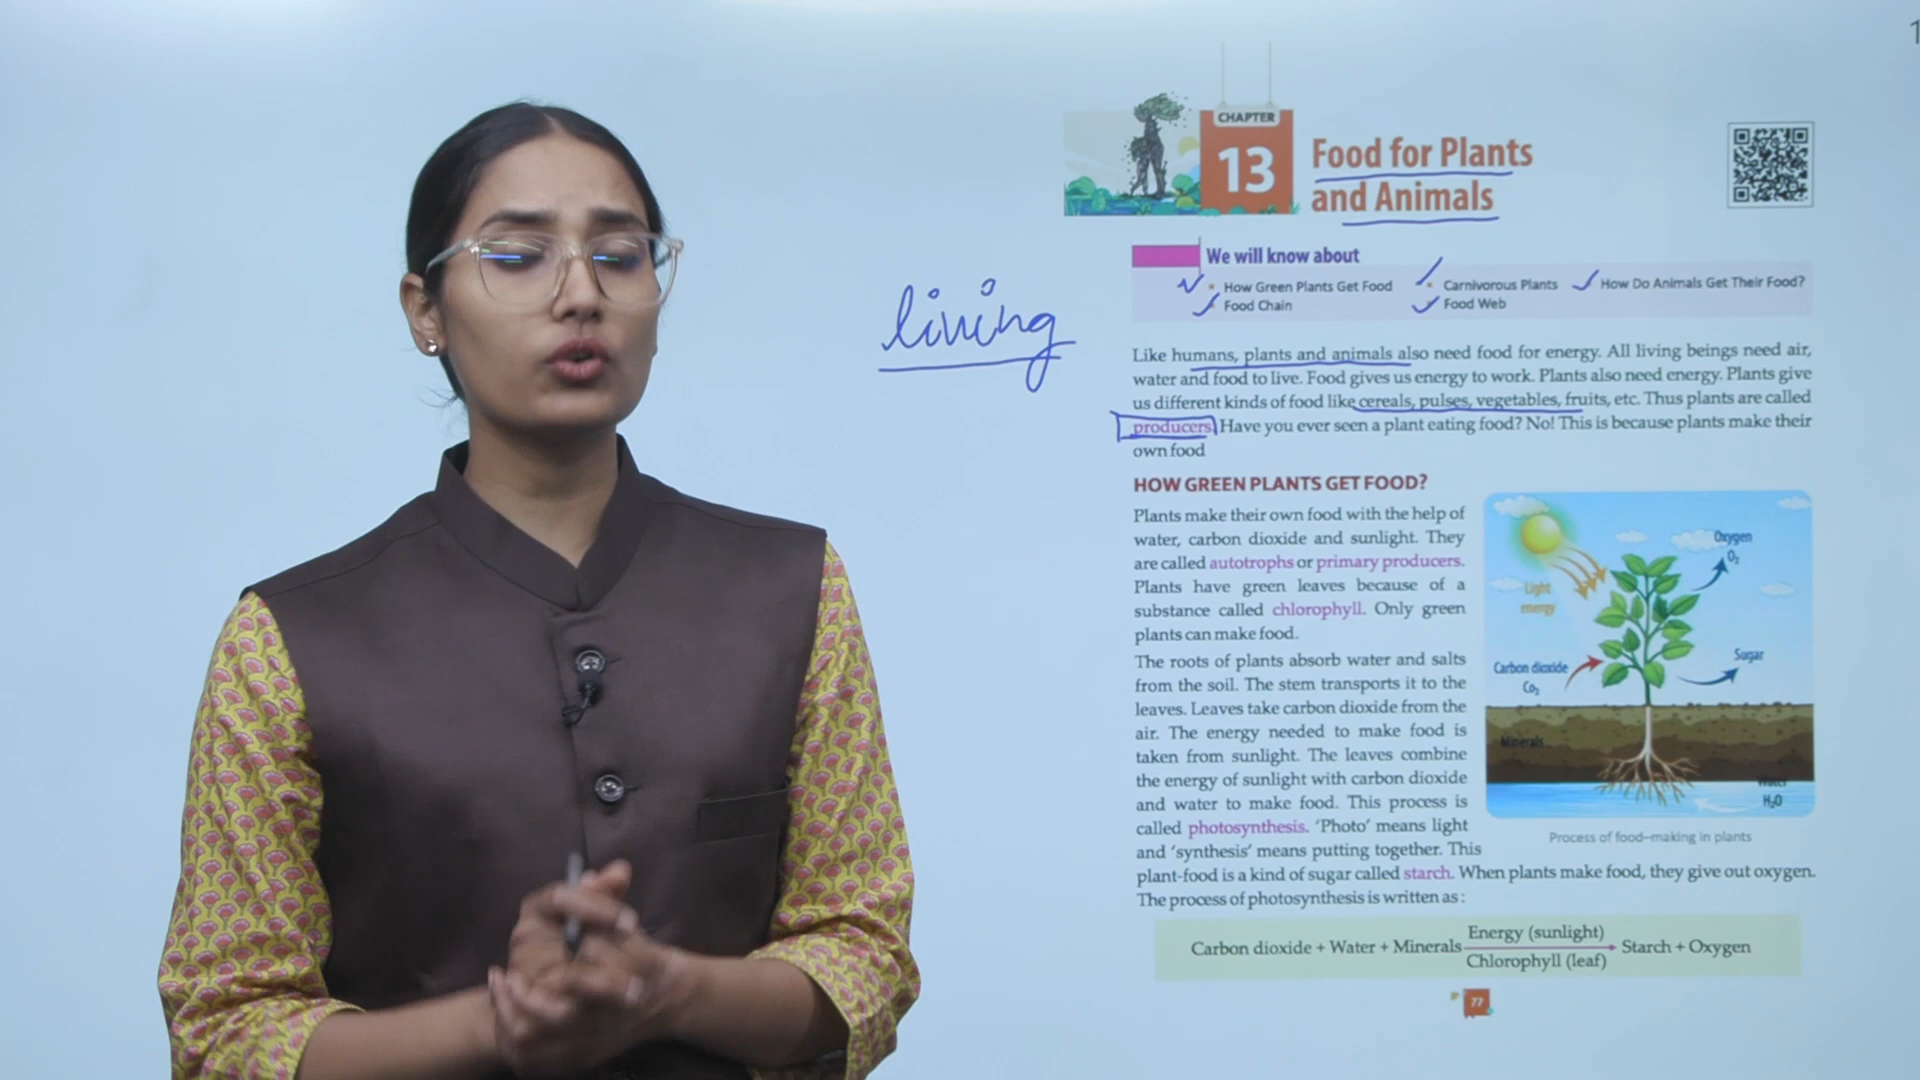 1
CHAPTER
13
Food for Plants
and Animals
living
We will know about
• How Green Plants Get Food
• Carnivorous Plants
How Do Animals Get Their Food?
Food Chain
Food Web
Like humans, plants and animals also need food for energy. All living beings need air,
water and food to live. Food gives us energy to work. Plants also need energy. Plants give
us different kinds of food like cereals, pulses, vegetables, fruits, etc. Thus plants are called
producers. Have you ever seen a plant eating food? No! This is because plants make their
own food
HOW GREEN PLANTS GET FOOD?
Plants make their own food with the help of
water, carbon dioxide and sunlight. They
are called autotrophs or primary producers.
Plants have green leaves because of a
substance called chlorophyll. Only green
plants can make food.
The roots of plants absorb water and salts
from the soil. The stem transports it to the
leaves. Leaves take carbon dioxide from the
air. The energy needed to make food is
taken from sunlight. The leaves combine
the energy of sunlight with carbon dioxide
and water to make food. This process is
called photosynthesis. 'Photo' means light
and 'synthesis' means putting together. This
plant-food is a kind of sugar called starch. When plants make food, they give out oxygen.
The process of photosynthesis is written as :
Oxygen
O₂
Light
energy
Carbon dioxide
Co₂
Sugar
Minerals
Water
H₂O
Process of food–making in plants
Energy (sunlight)
Carbon dioxide + Water + Minerals → Starch + Oxygen
Chlorophyll (leaf)
77